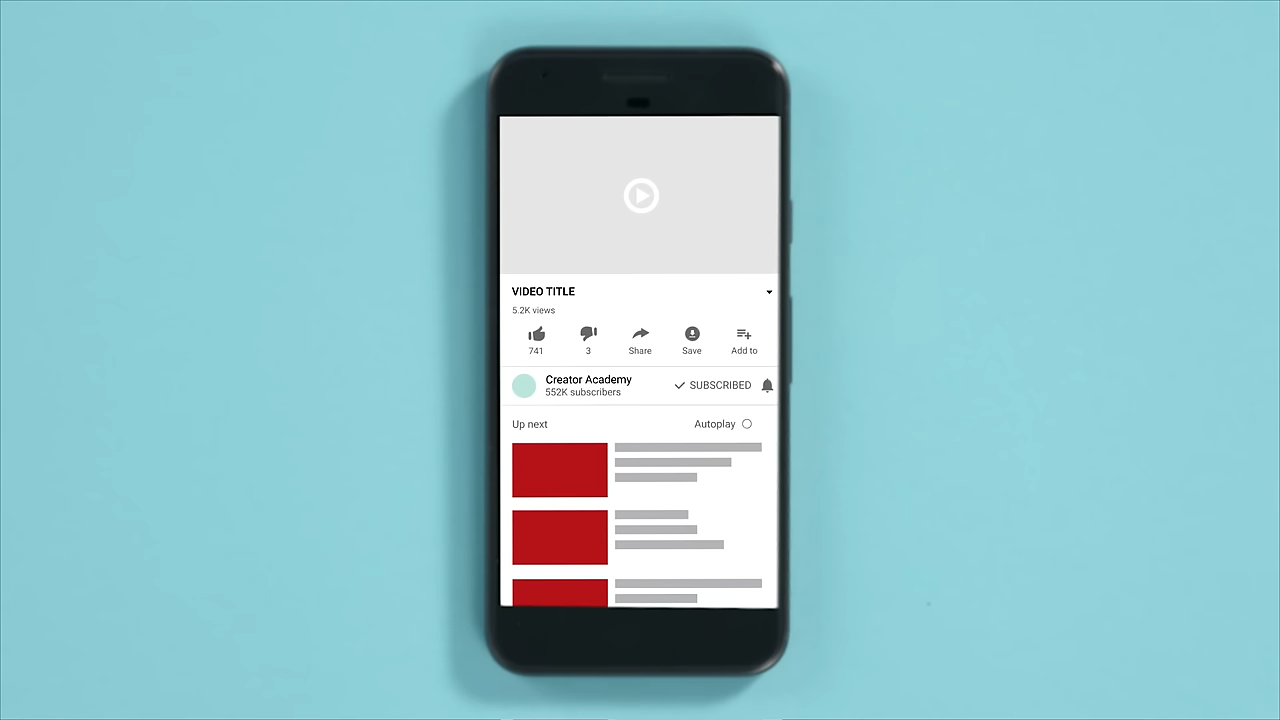 VIDEO TITLE
5.2K views
741 3 Share Save Add to
Creator Academy
552K subscribers
SUBSCRIBED
Up next Autoplay